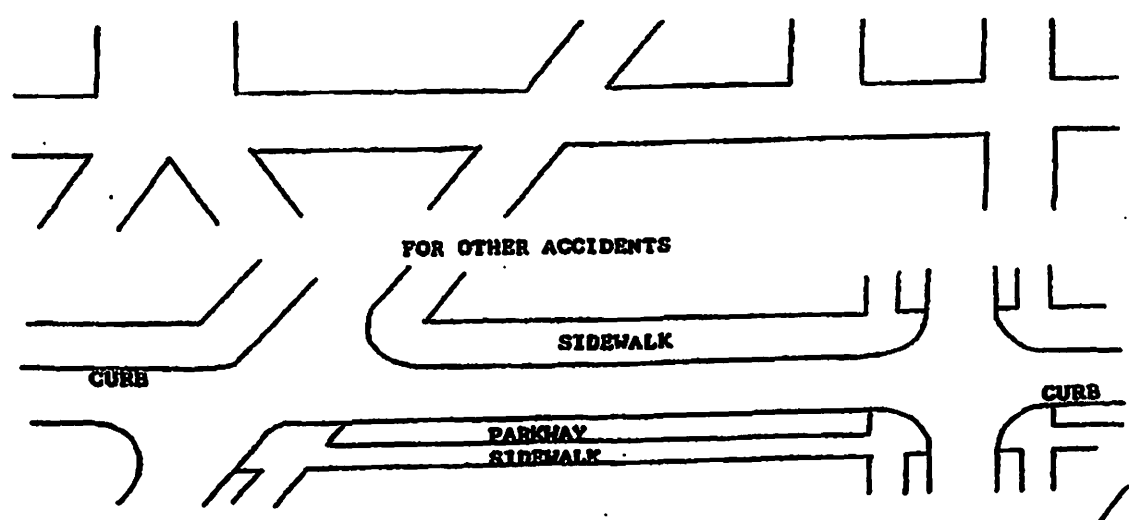 FOR OTHER ACCIDENTS
SIDEWALK
CURB
CURB
PARKWAY
SIDEWALK